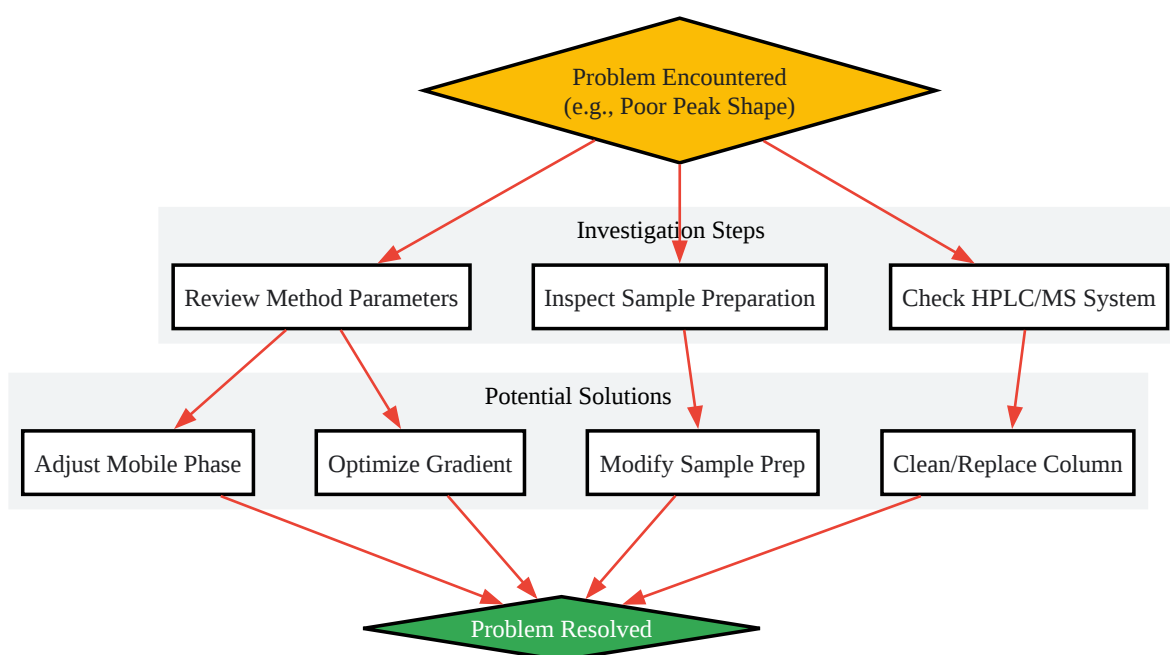 Problem Encountered
(e.g., Poor Peak Shape)
Investigation Steps
Review Method Parameters
Inspect Sample Preparation
Check HPLC/MS System
Potential Solutions
Adjust Mobile Phase
Optimize Gradient
Modify Sample Prep
Clean/Replace Column
Problem Resolved